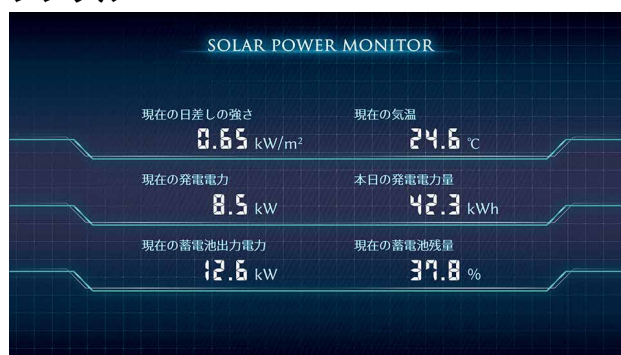 SOLAR POWER MONITOR
現在の日差しの強さ
0.65 kW/m²
現在の気温
24.6 ℃
現在の発電電力
8.5 kW
本日の発電電力量
42.3 kWh
現在の蓄電池出力電力
12.6 kW
現在の蓄電池残量
37.8 %